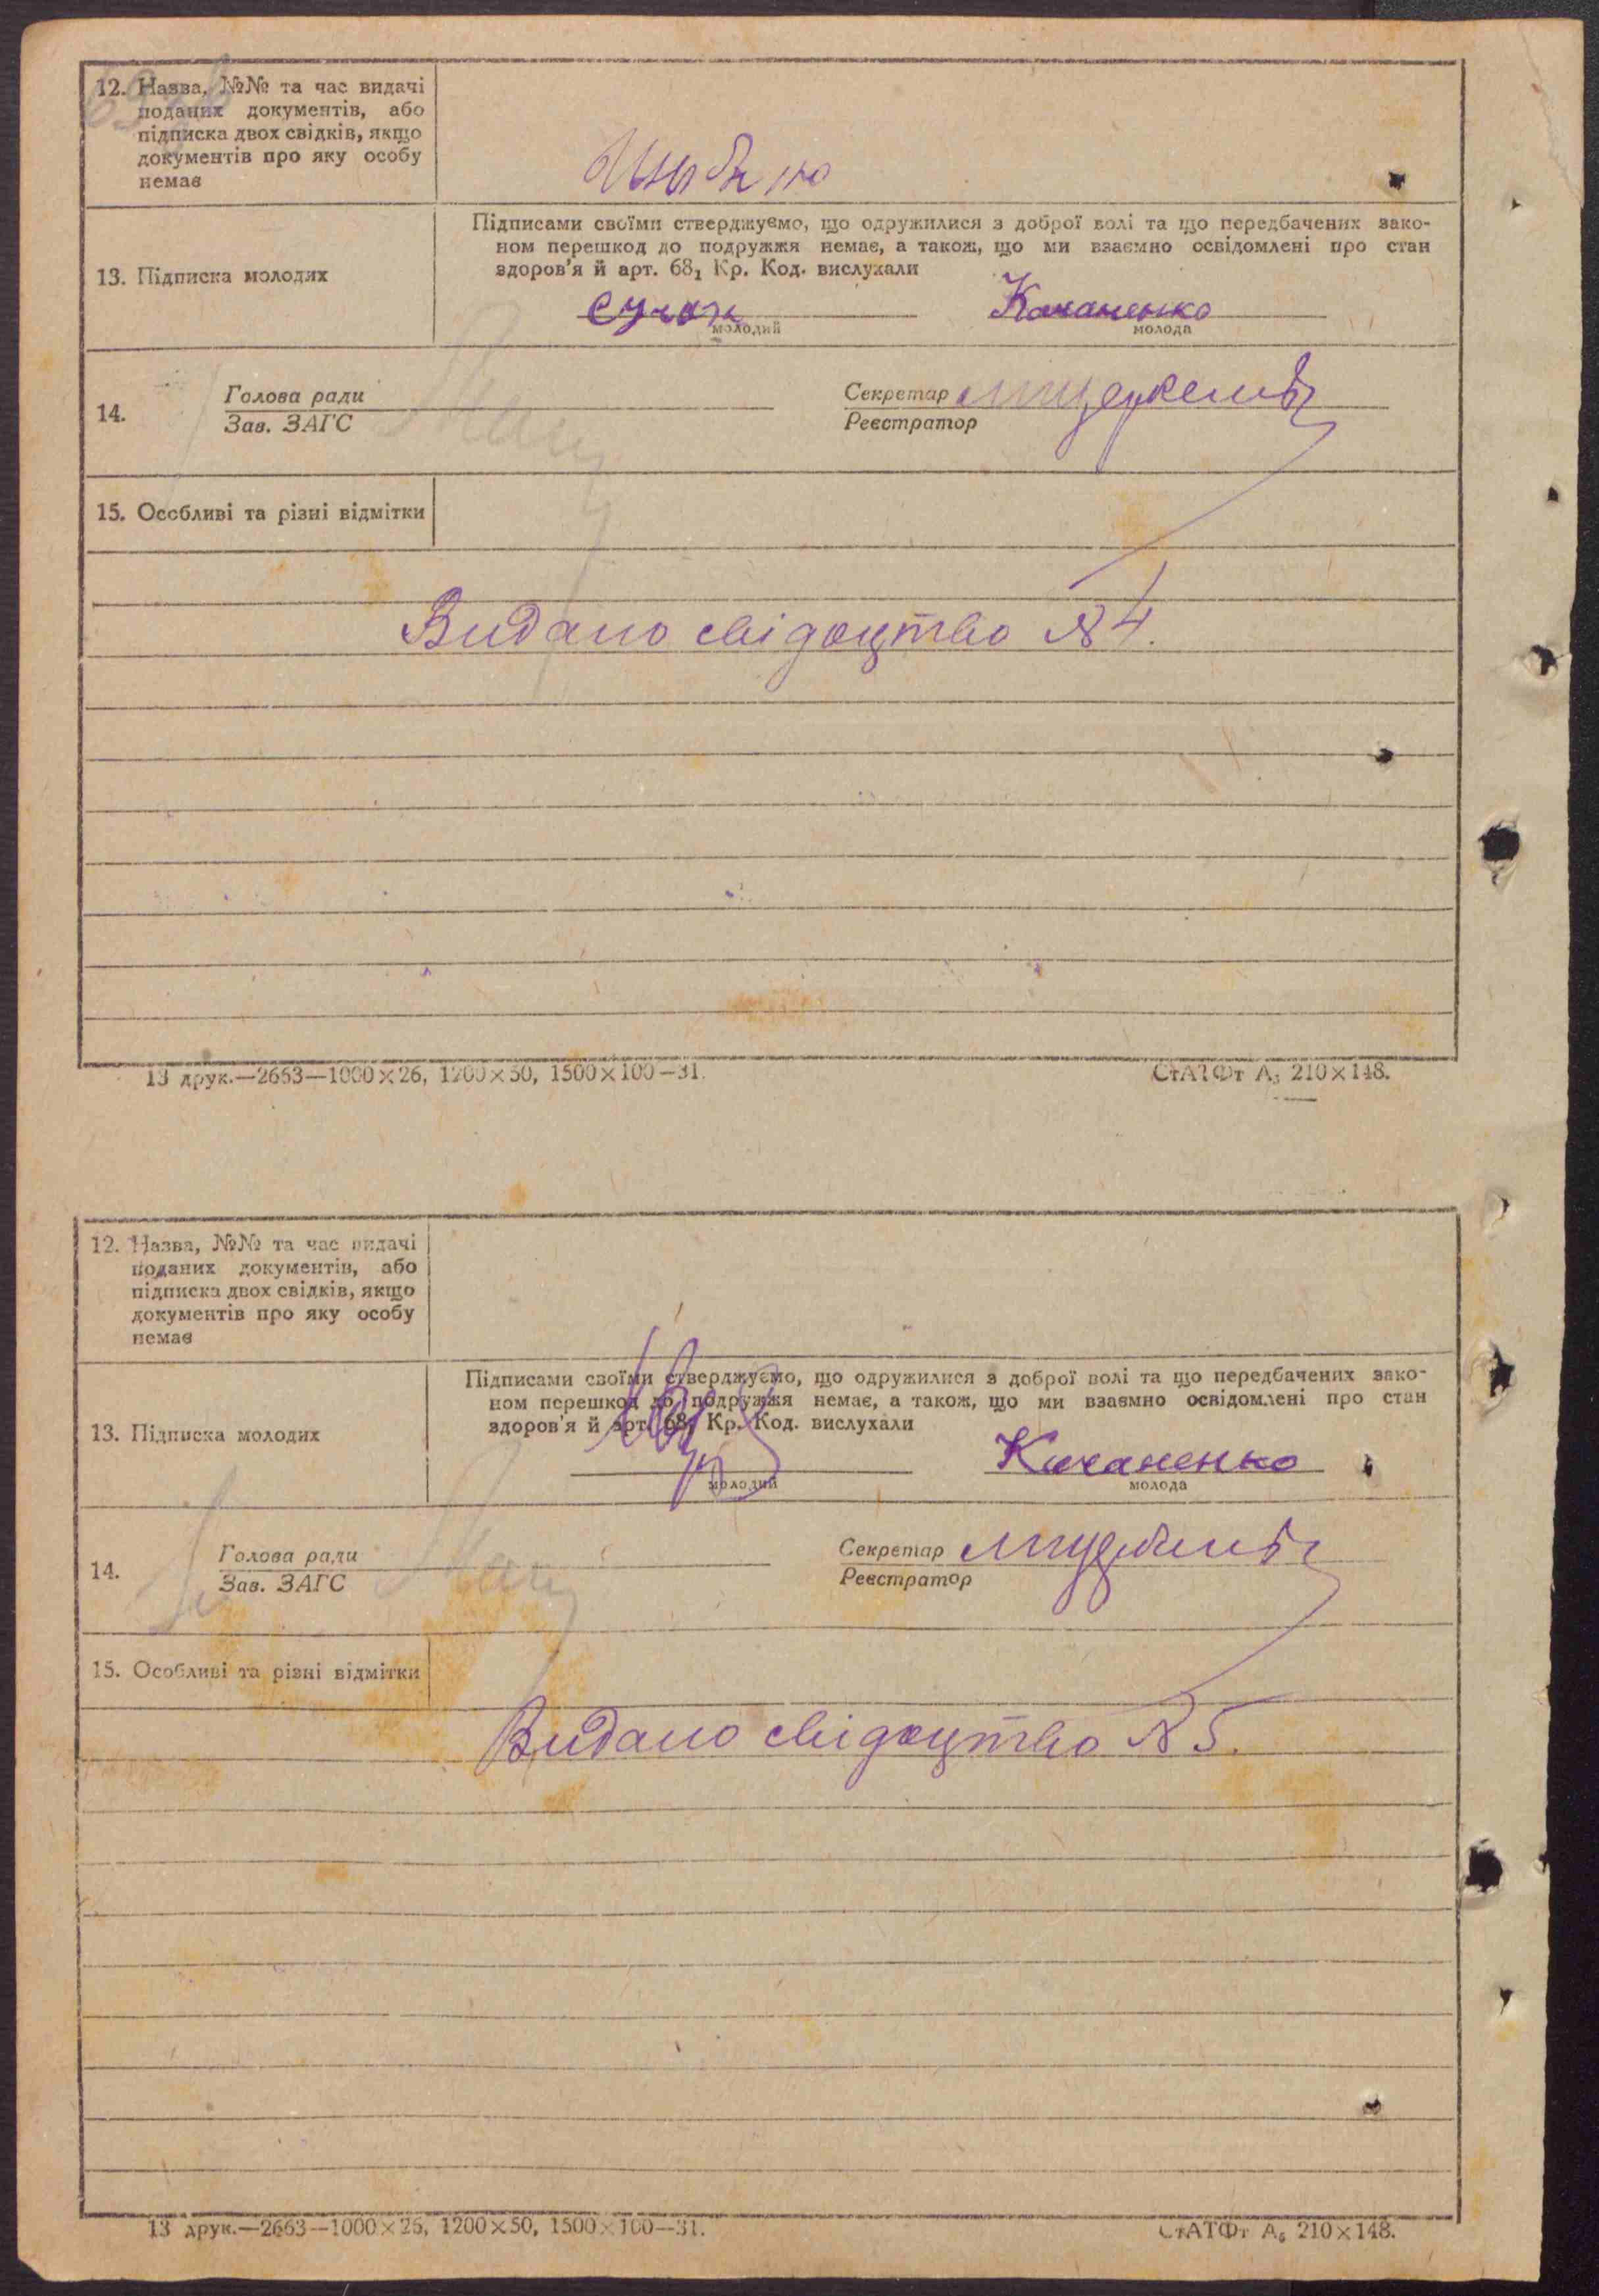 12. Назва, №№ та час видачі
поданих документів, або
підписка двох свідків, якщо
документів про яку особу
немає
13. Підписка молодих
Підписами своїми стверджуємо, що одружилися з доброї волі та що передбачених зако-
ном перешкод до подружжя немає, а також, що ми взаємно освідомлені про стан
здоров'я й арт. 68₁ Кр. Код. вислухали
Качаненко
молодий
молода
14.
Голова ради
Зав. ЗАГС
Секретар
Реєстратор
15. Особливі та різні відмітки
Видано свідоцтво № 4.
13 друк.—2663—1000×26, 1200×50, 1500×100—31.
СтАТФт А₅ 210×148.
12. Назва, №№ та час видачі
поданих документів, або
підписка двох свідків, якщо
документів про яку особу
немає
13. Підписка молодих
Підписами своїми стверджуємо, що одружилися з доброї волі та що передбачених зако-
ном перешкод до подружжя немає, а також, що ми взаємно освідомлені про стан
здоров'я й арт. 68₁ Кр. Код. вислухали
Качаненко
молодий
молода
14.
Голова ради
Зав. ЗАГС
Секретар
Реєстратор
15. Особливі та різні відмітки
Видано свідоцтво № 5.
13 друк.—2663—1000×26, 1200×50, 1500×100—31.
СтАТФт А₅ 210×148.